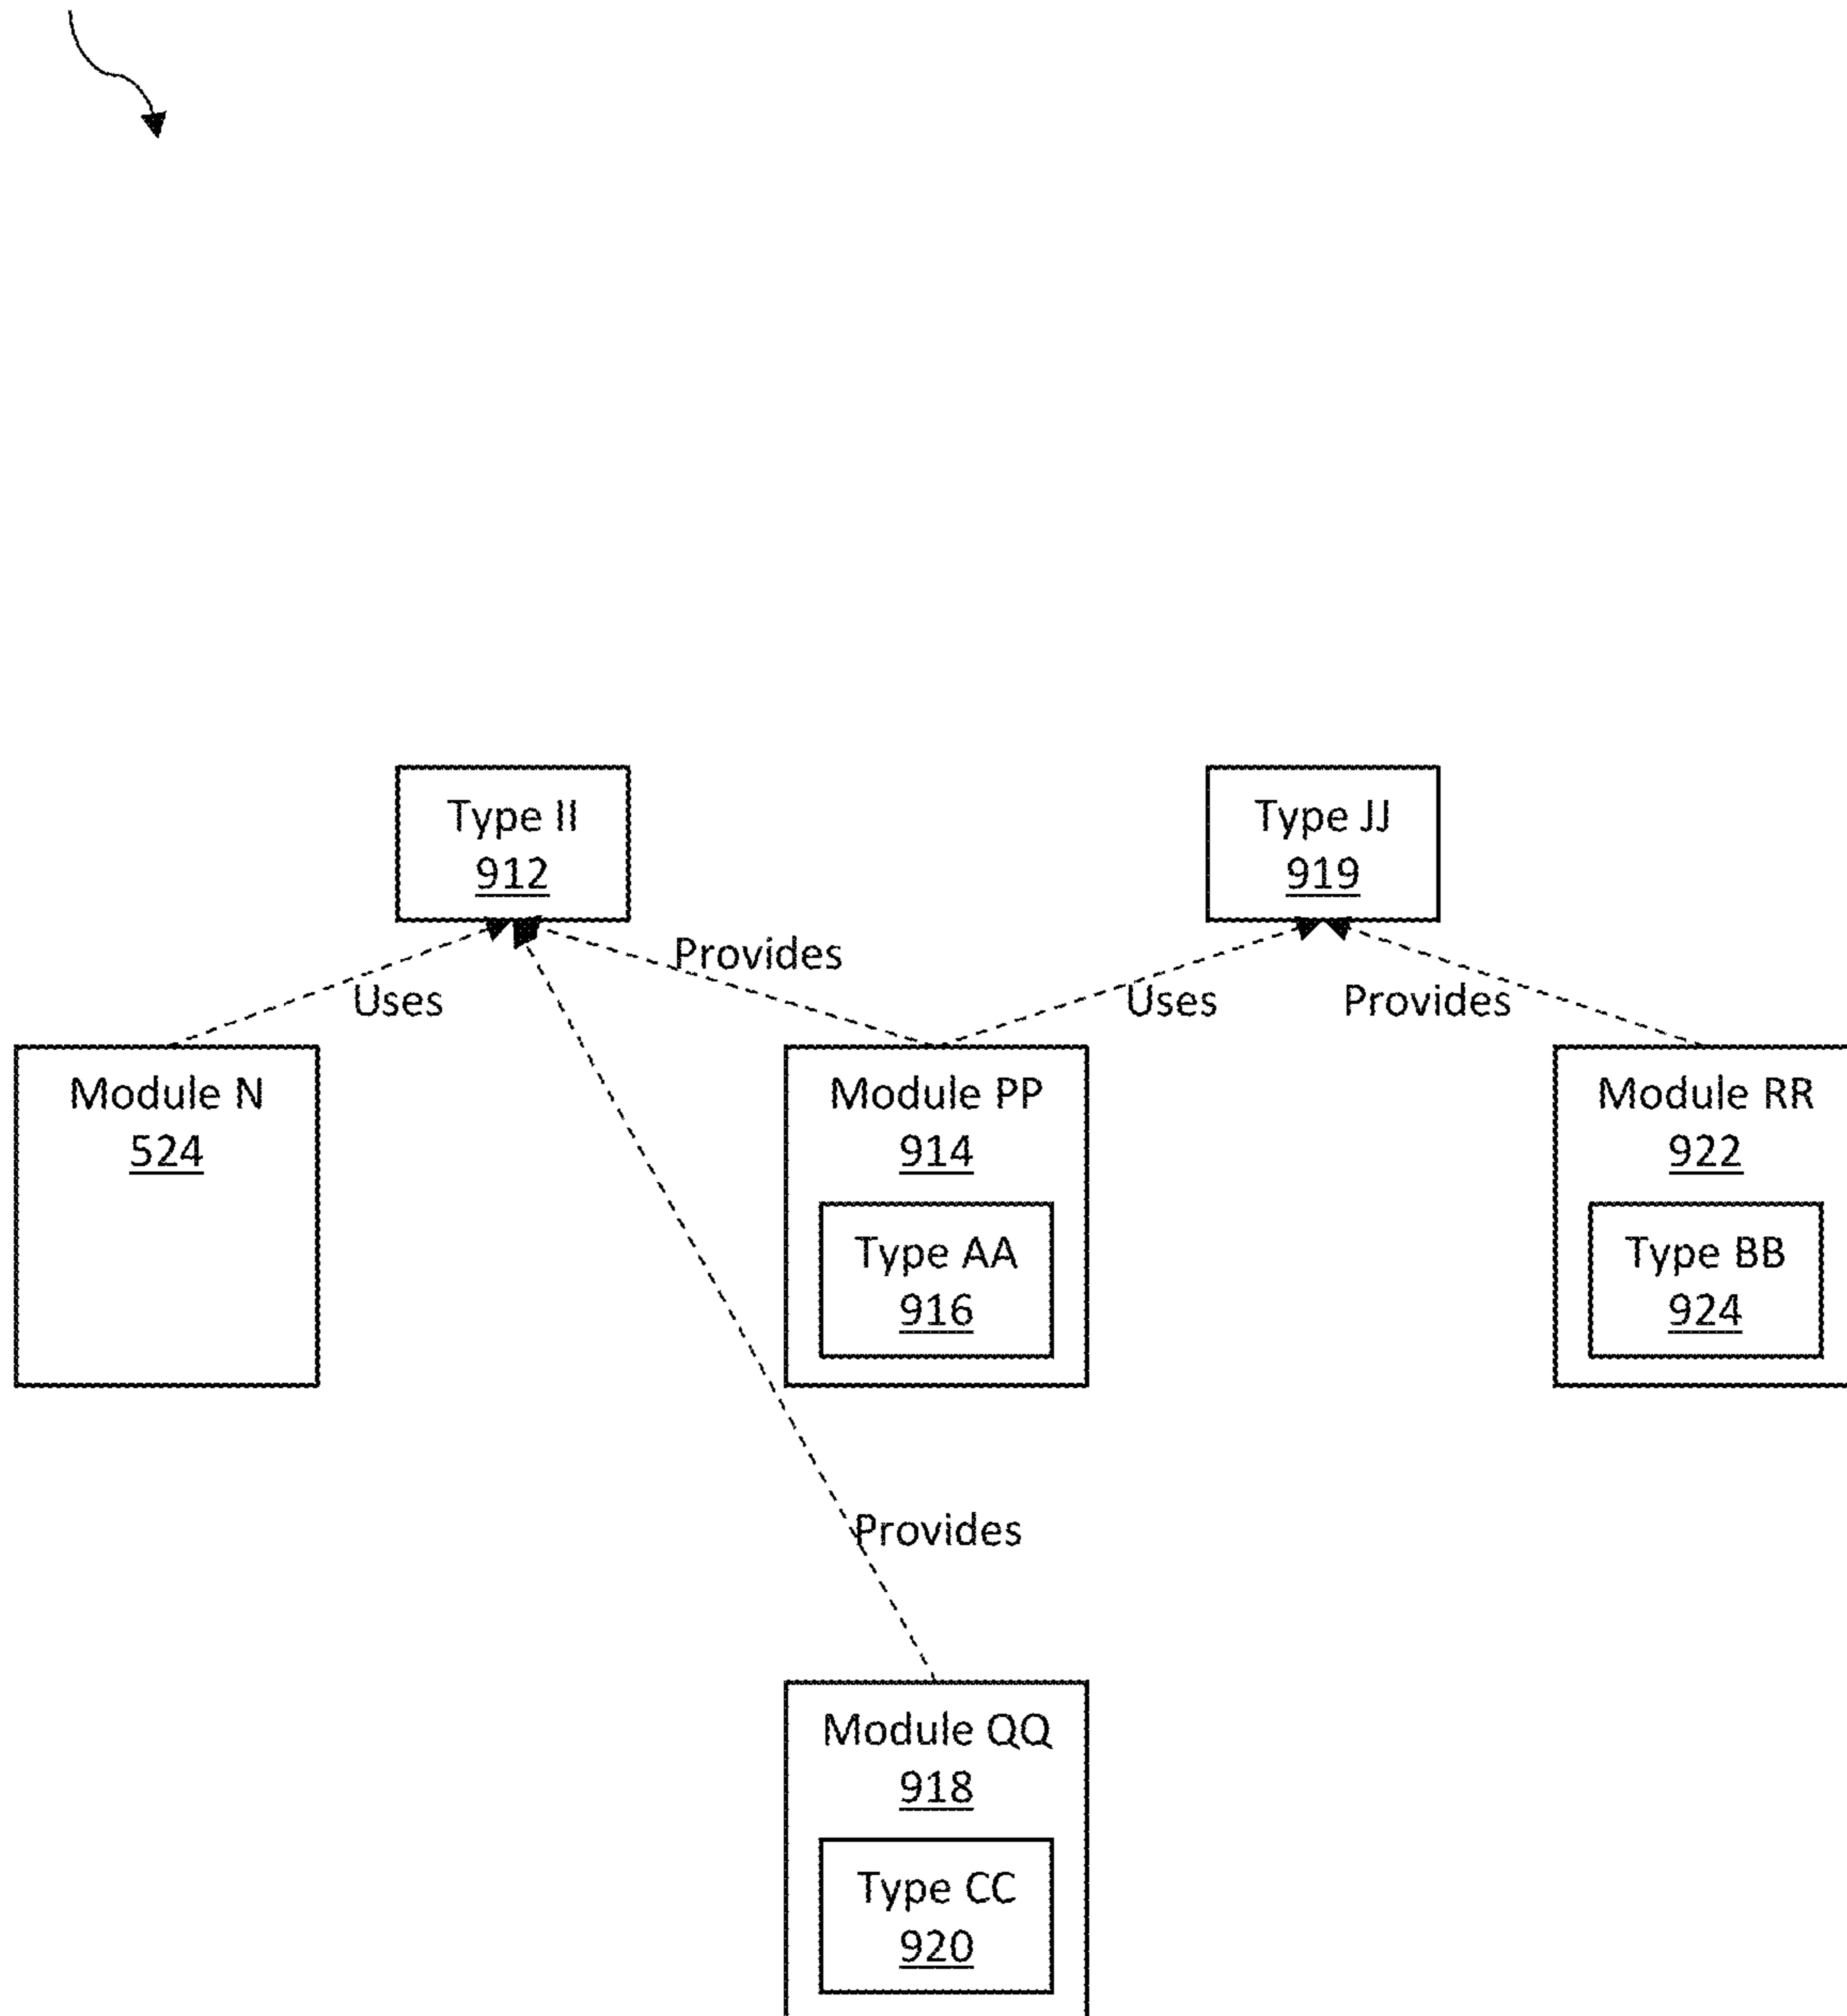 Type II
912
Type JJ
919
Provides
Uses
Uses
Provides
Module N
524
Module PP
914
Type AA
916
Module RR
922
Type BB
924
Provides
Module QQ
918
Type CC
920